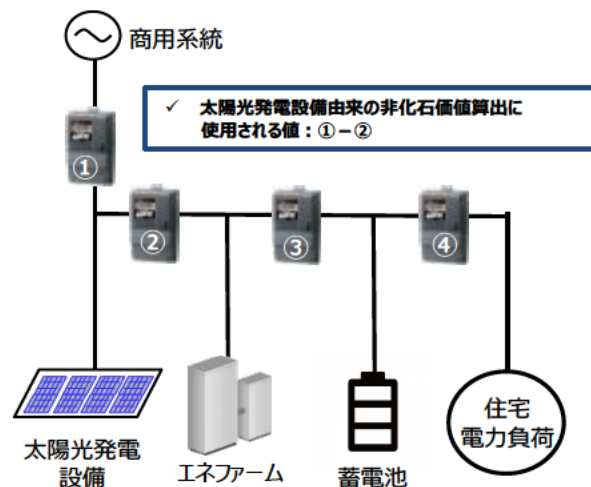 商用系統
✓ 太陽光発電設備由来の非化石価値算出に
使用される値：①－②
①
②
③
④
太陽光発電
設備
エネファーム
蓄電池
住宅
電力負荷